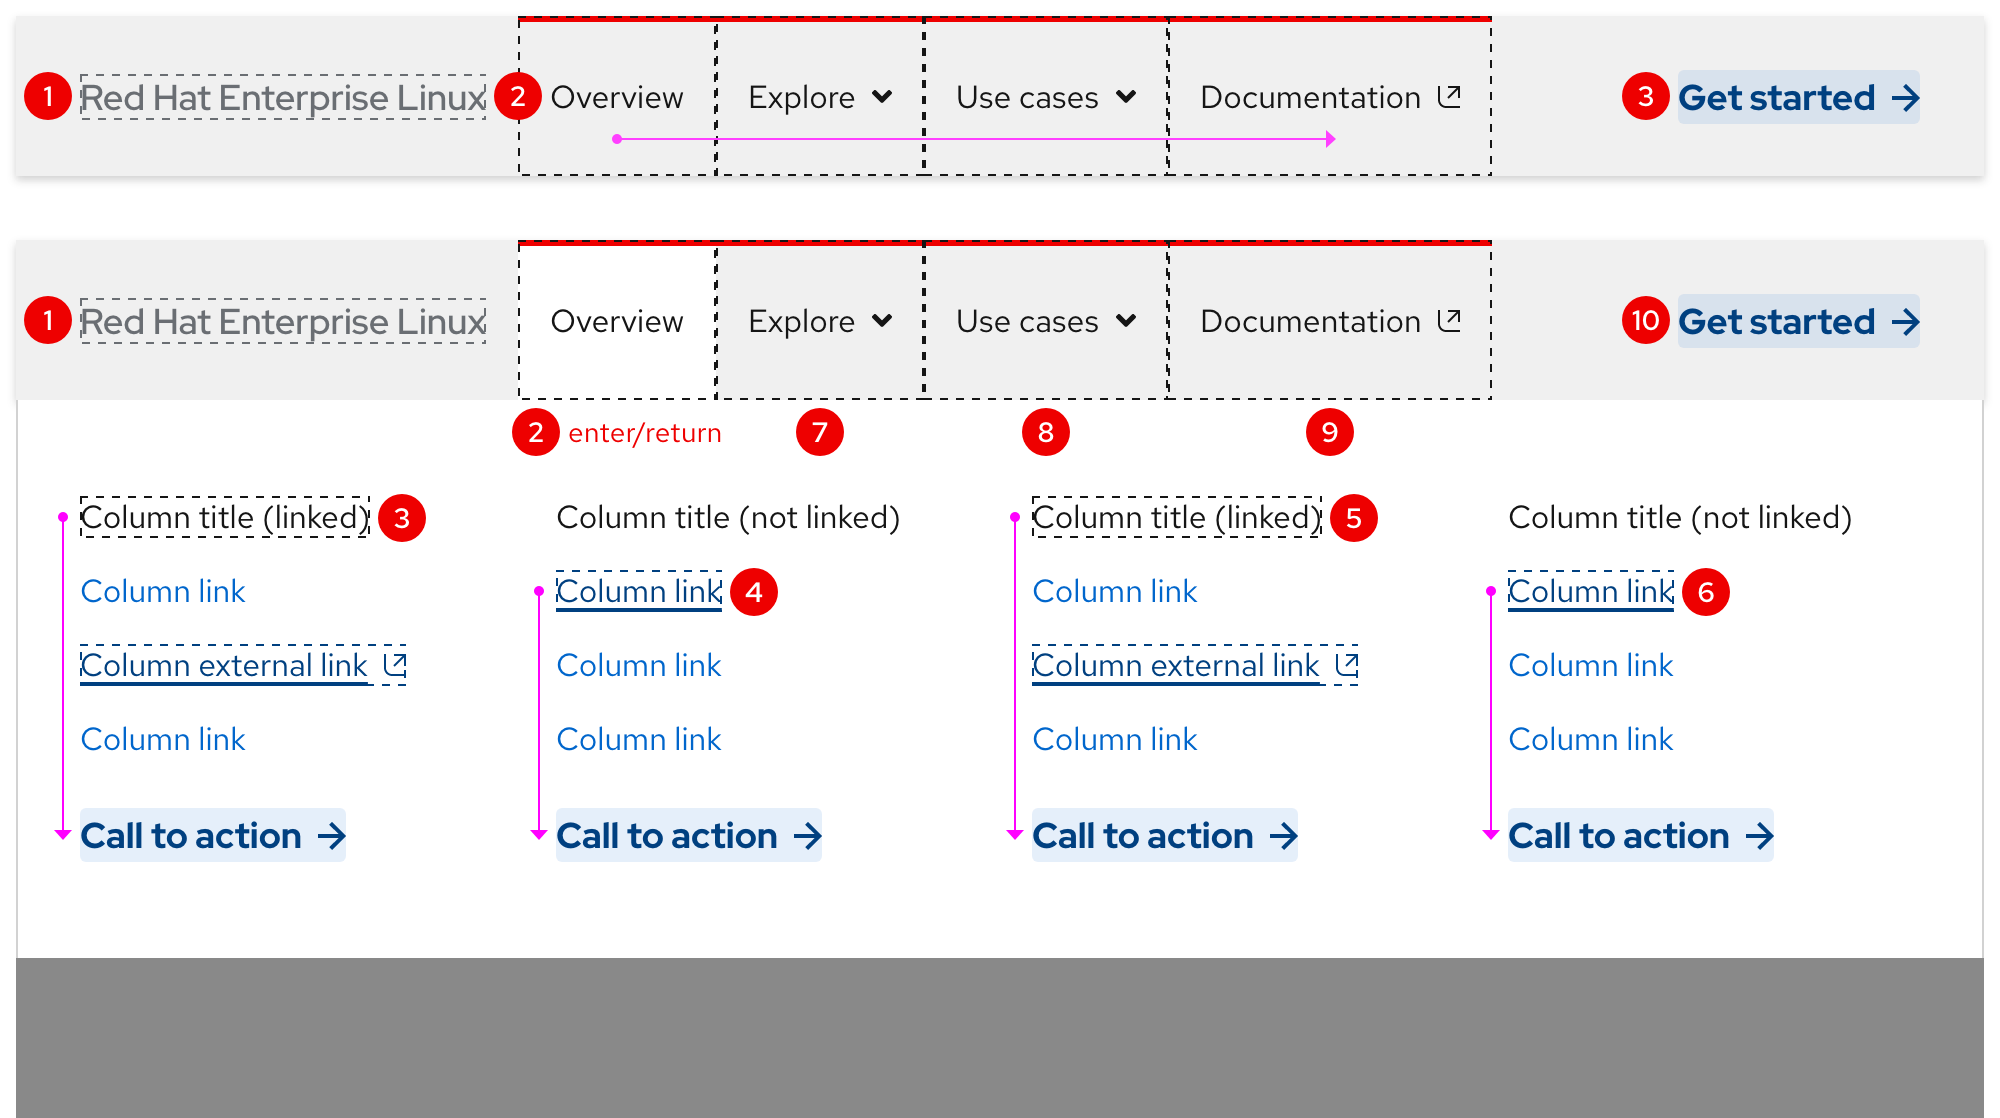 1 Red Hat Enterprise Linux 2 Overview Explore Use cases Documentation 3 Get started
1 Red Hat Enterprise Linux Overview Explore Use cases Documentation 10 Get started
2 enter/return 7 8 9
Column title (linked) 3 Column title (not linked) Column title (linked) 5 Column title (not linked)
Column link Column link 4 Column link Column link 6
Column external link Column link Column external link Column link
Column link Column link Column link Column link
Call to action Call to action Call to action Call to action